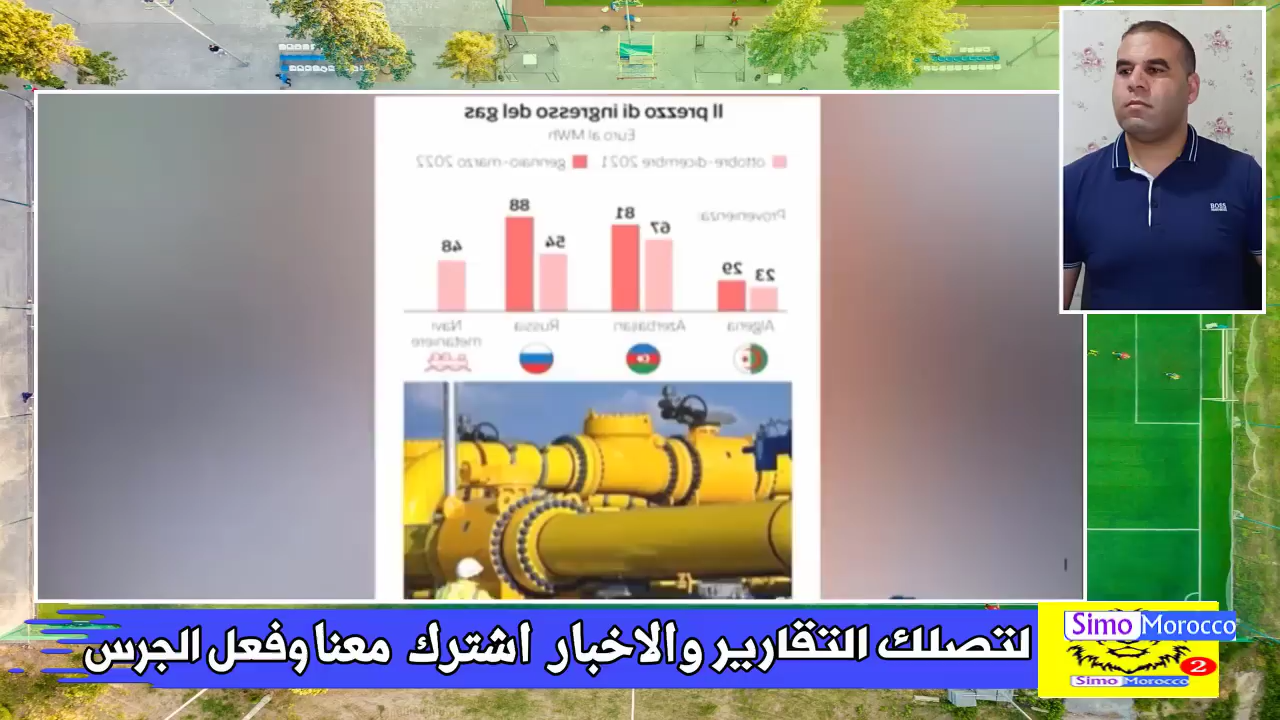 Il prezzo di ingresso del gas
Euro al MWh
ottobre-dicembre 2021 gennaio-marzo 2022
Provenienza:
23 29 67 81 54 88 48
Algeria Azerbaijan Russia Navi metaniere
BOSS
لتصلك التقارير والاخبار اشترك معنا وفعل الجرس
Simo Morocco
2
Simo Morocco